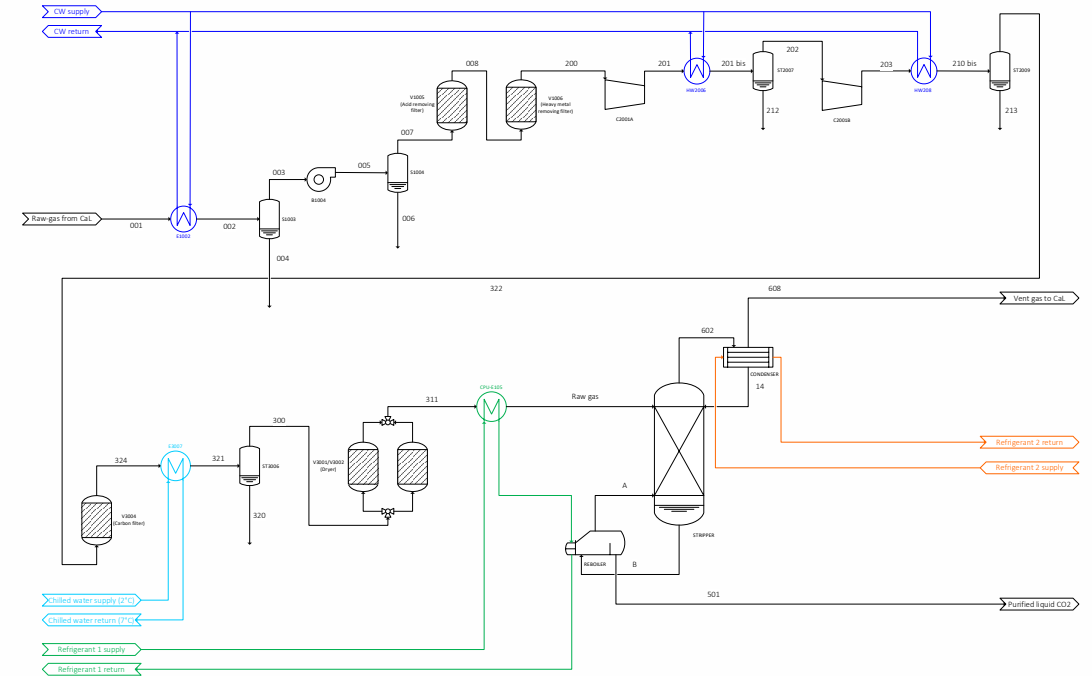 CW supply
CW return
202
008
200
201
201 bis
203
210 bis
ST2007
ST2009
HW2006
HW208
V1005
(Acid removing
filter)
V1006
(Heavy metal
removing filter)
C2001A
C2001B
212
213
007
003
005
B1004
S1004
006
Raw-gas from CaL
001
E1002
002
S1003
004
322
608
Vent gas to CaL
602
CONDENSER
14
CPU-E105
311
Raw gas
300
324
E3007
321
ST3006
V3001/V3002
(Dryer)
Refrigerant 2 return
Refrigerant 2 supply
A
320
V3004
(Carbon filter)
STRIPPER
REBOILER
B
501
Chilled water supply (2°C)
Purified liquid CO2
Chilled water return (7°C)
Refrigerant 1 supply
Refrigerant 1 return